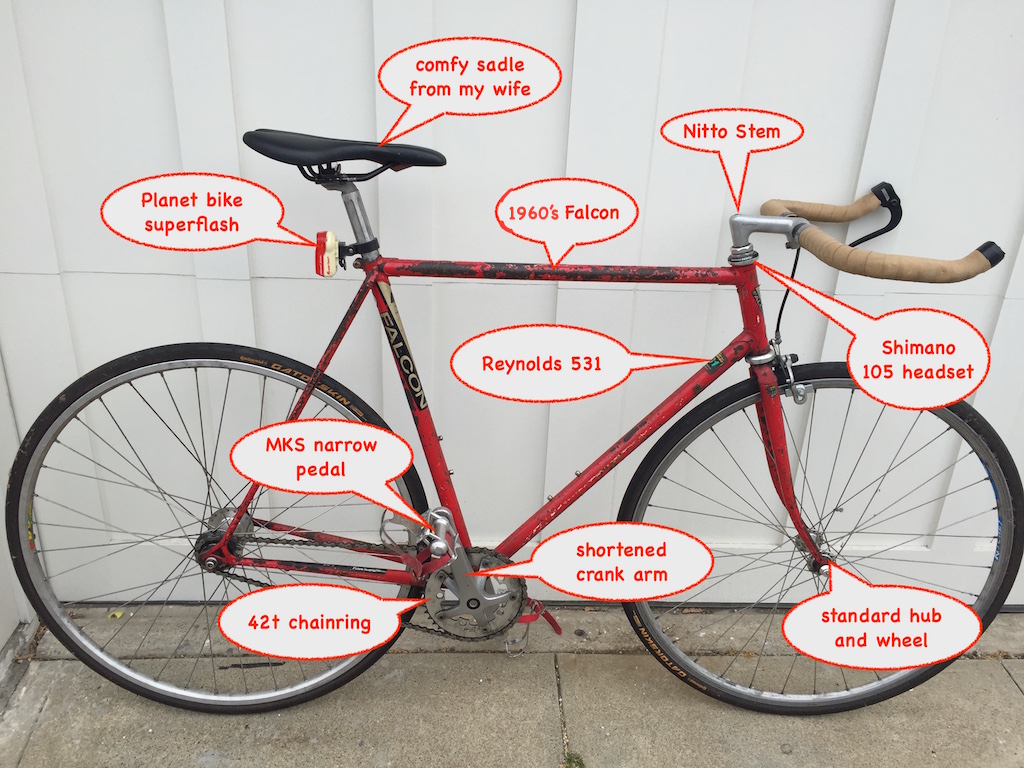 comfy sadle
from my wife
Nitto Stem
Planet bike
superflash
1960's Falcon
Shimano
105 headset
Reynolds 531
FALCON
GATORSKIN
MKS narrow
pedal
shortened
crank arm
42t chainring
standard hub
and wheel
GATORSKIN